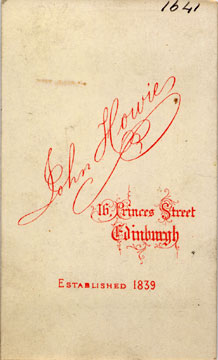 1641
John Howie
16, Princes Street
Edinburgh
ESTABLISHED 1839